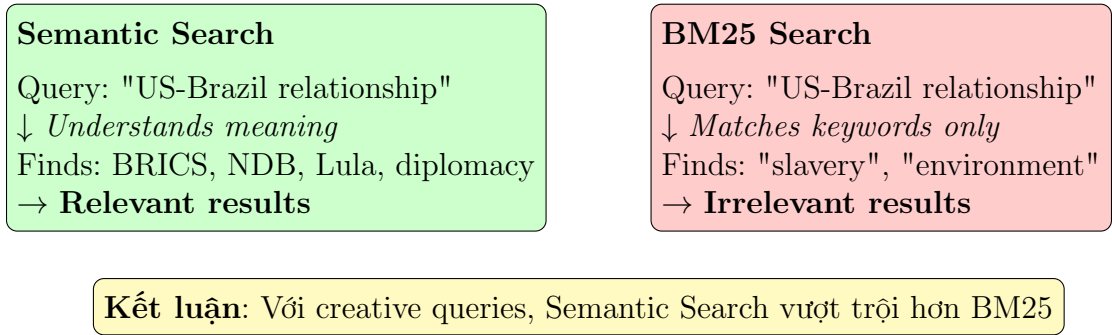 Semantic Search
Query: "US-Brazil relationship"
↓ Understands meaning
Finds: BRICS, NDB, Lula, diplomacy
→ Relevant results
BM25 Search
Query: "US-Brazil relationship"
↓ Matches keywords only
Finds: "slavery", "environment"
→ Irrelevant results
Kết luận: Với creative queries, Semantic Search vượt trội hơn BM25